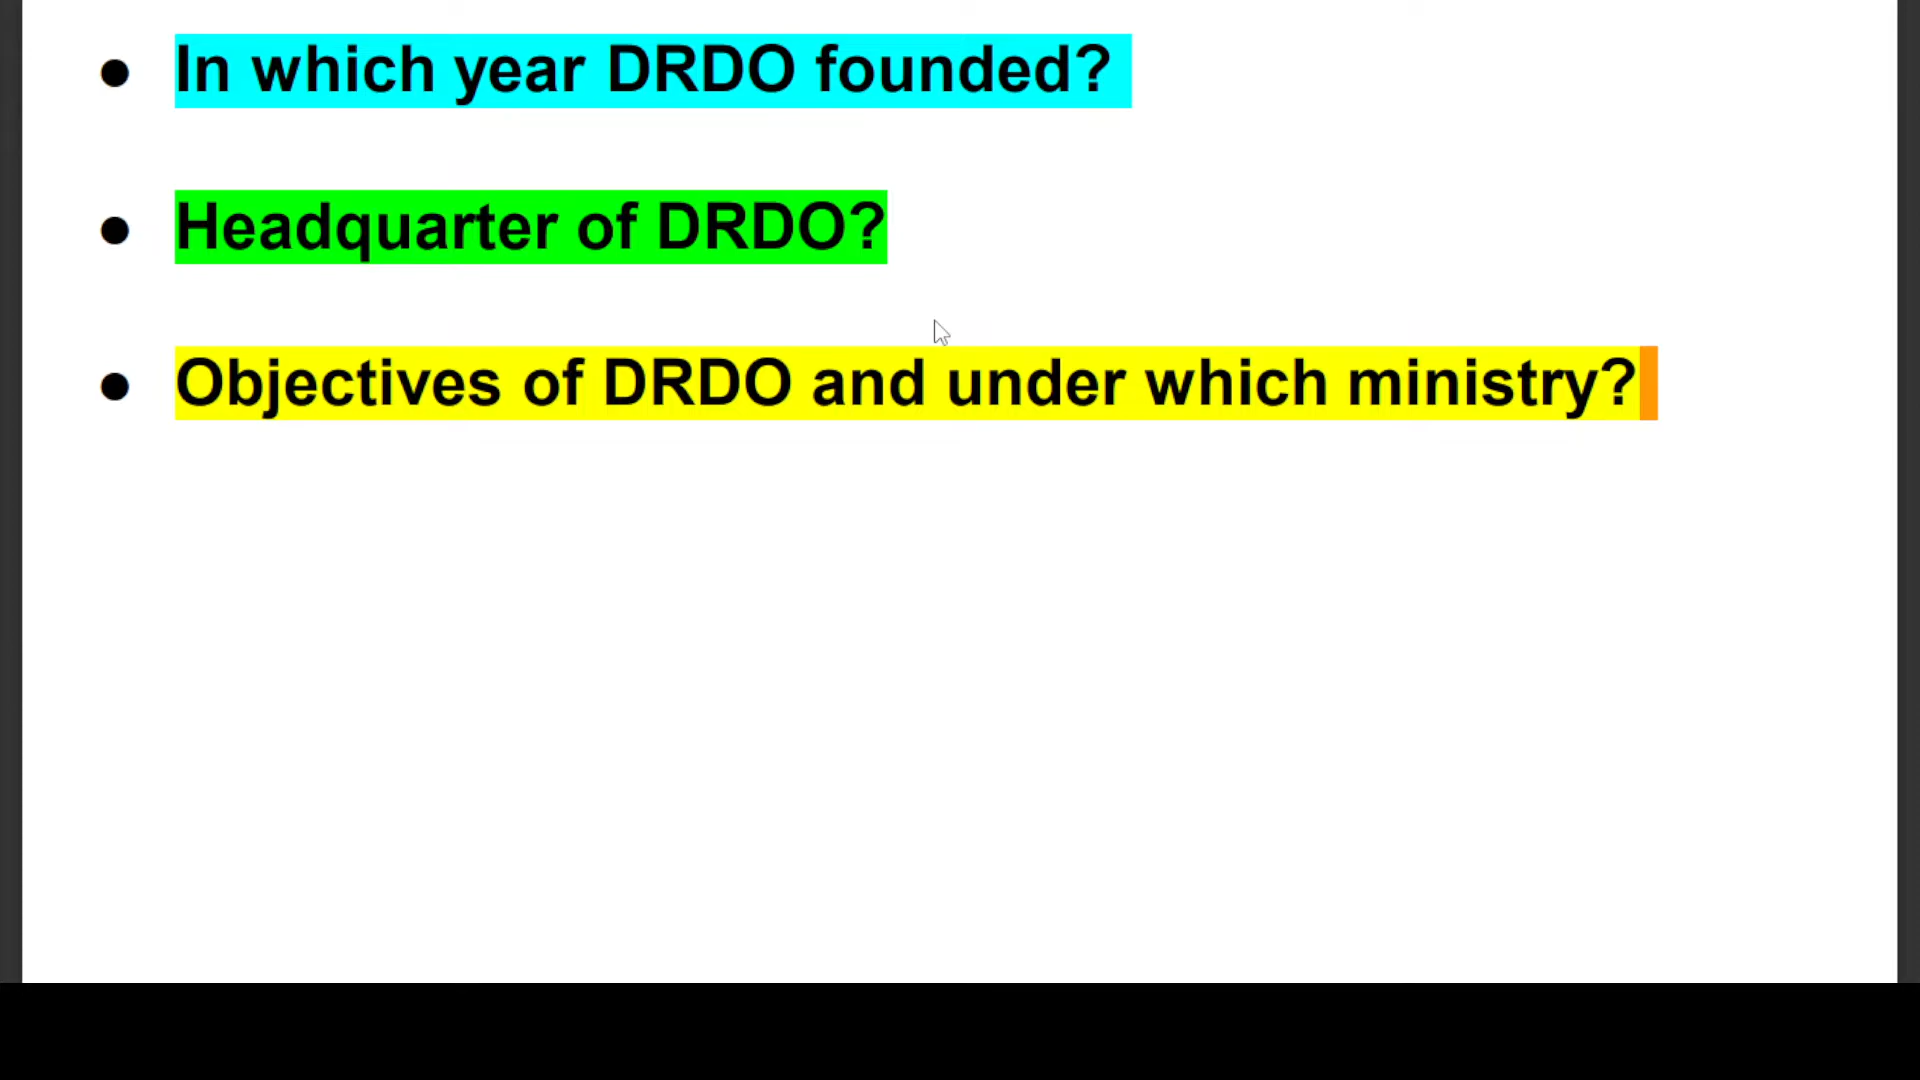 ● In which year DRDO founded?
● Headquarter of DRDO?
● Objectives of DRDO and under which ministry?